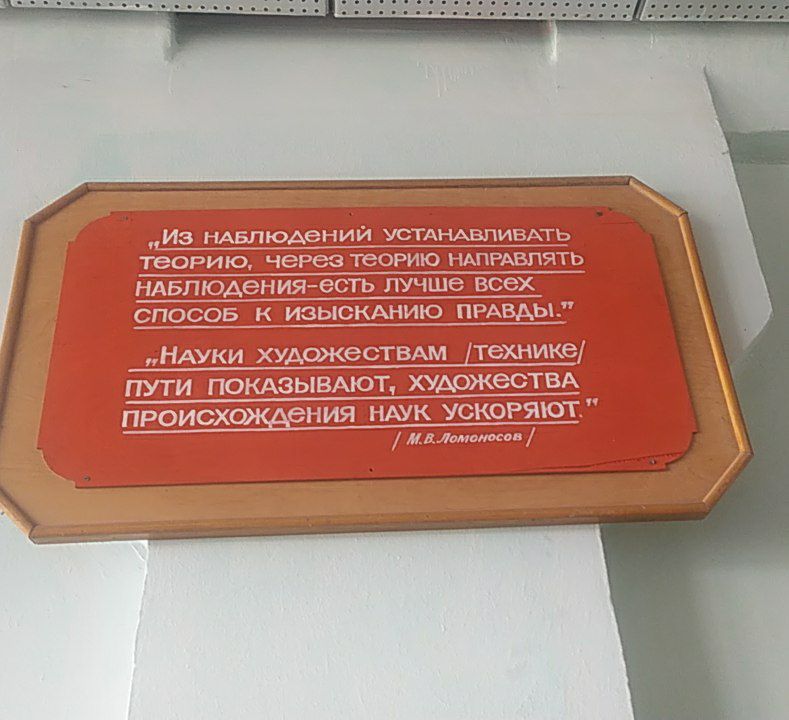 „Из наблюдений устанавливать
теорию, через теорию направлять
наблюдения-есть лучше всех
способ к изысканию правды."
„Науки художествам /технике/
пути показывают, художества
происхождения наук ускоряют."
/ М.В.Ломоносов /